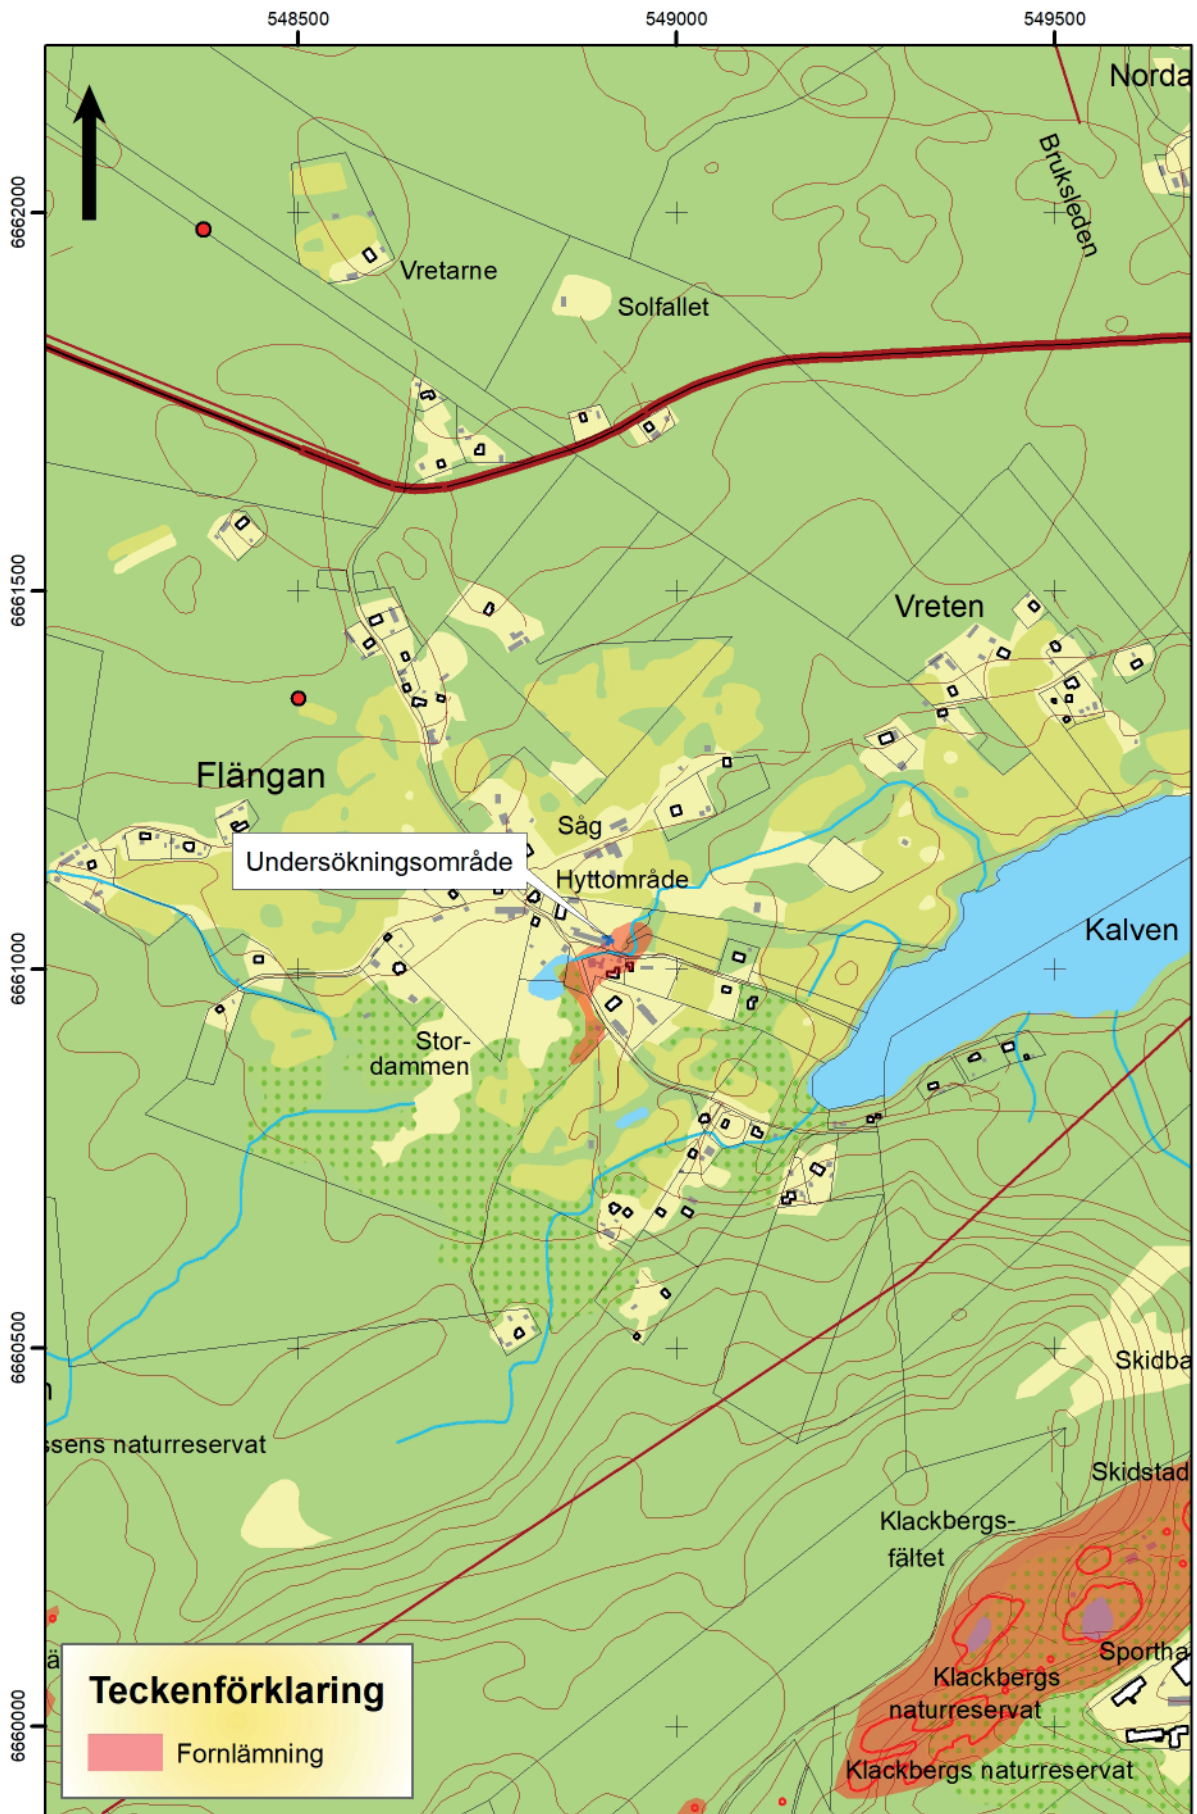 548500
549000
549500
Norda
Bruksleden
6662000
Vretarne
Solfallet
6661500
Vreten
Flängan
Såg
Undersökningsområde
Hyttområde
Kalven
6661000
Stor-
dammen
6660500
Skidba
ssens naturreservat
Skidstad
Klackbergs-
fältet
Sportha
Klackbergs
naturreservat
6660000
Klackbergs naturreservat
Teckenförklaring
Fornlämning